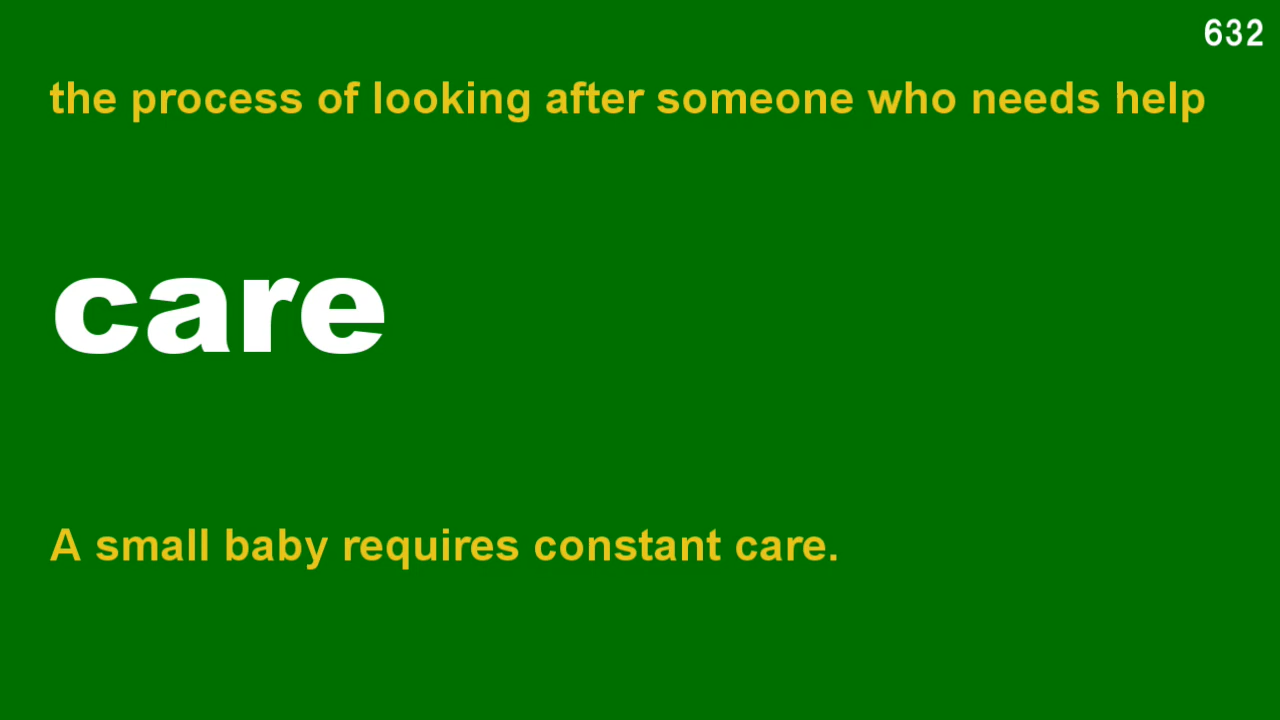 632
the process of looking after someone who needs help
care
A small baby requires constant care.